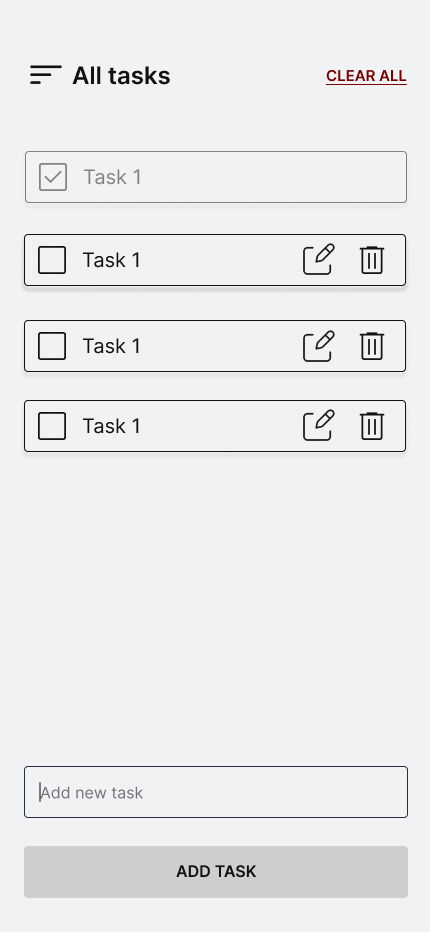 All tasks
CLEAR ALL
Task 1
Task 1
Task 1
Task 1
Add new task
ADD TASK